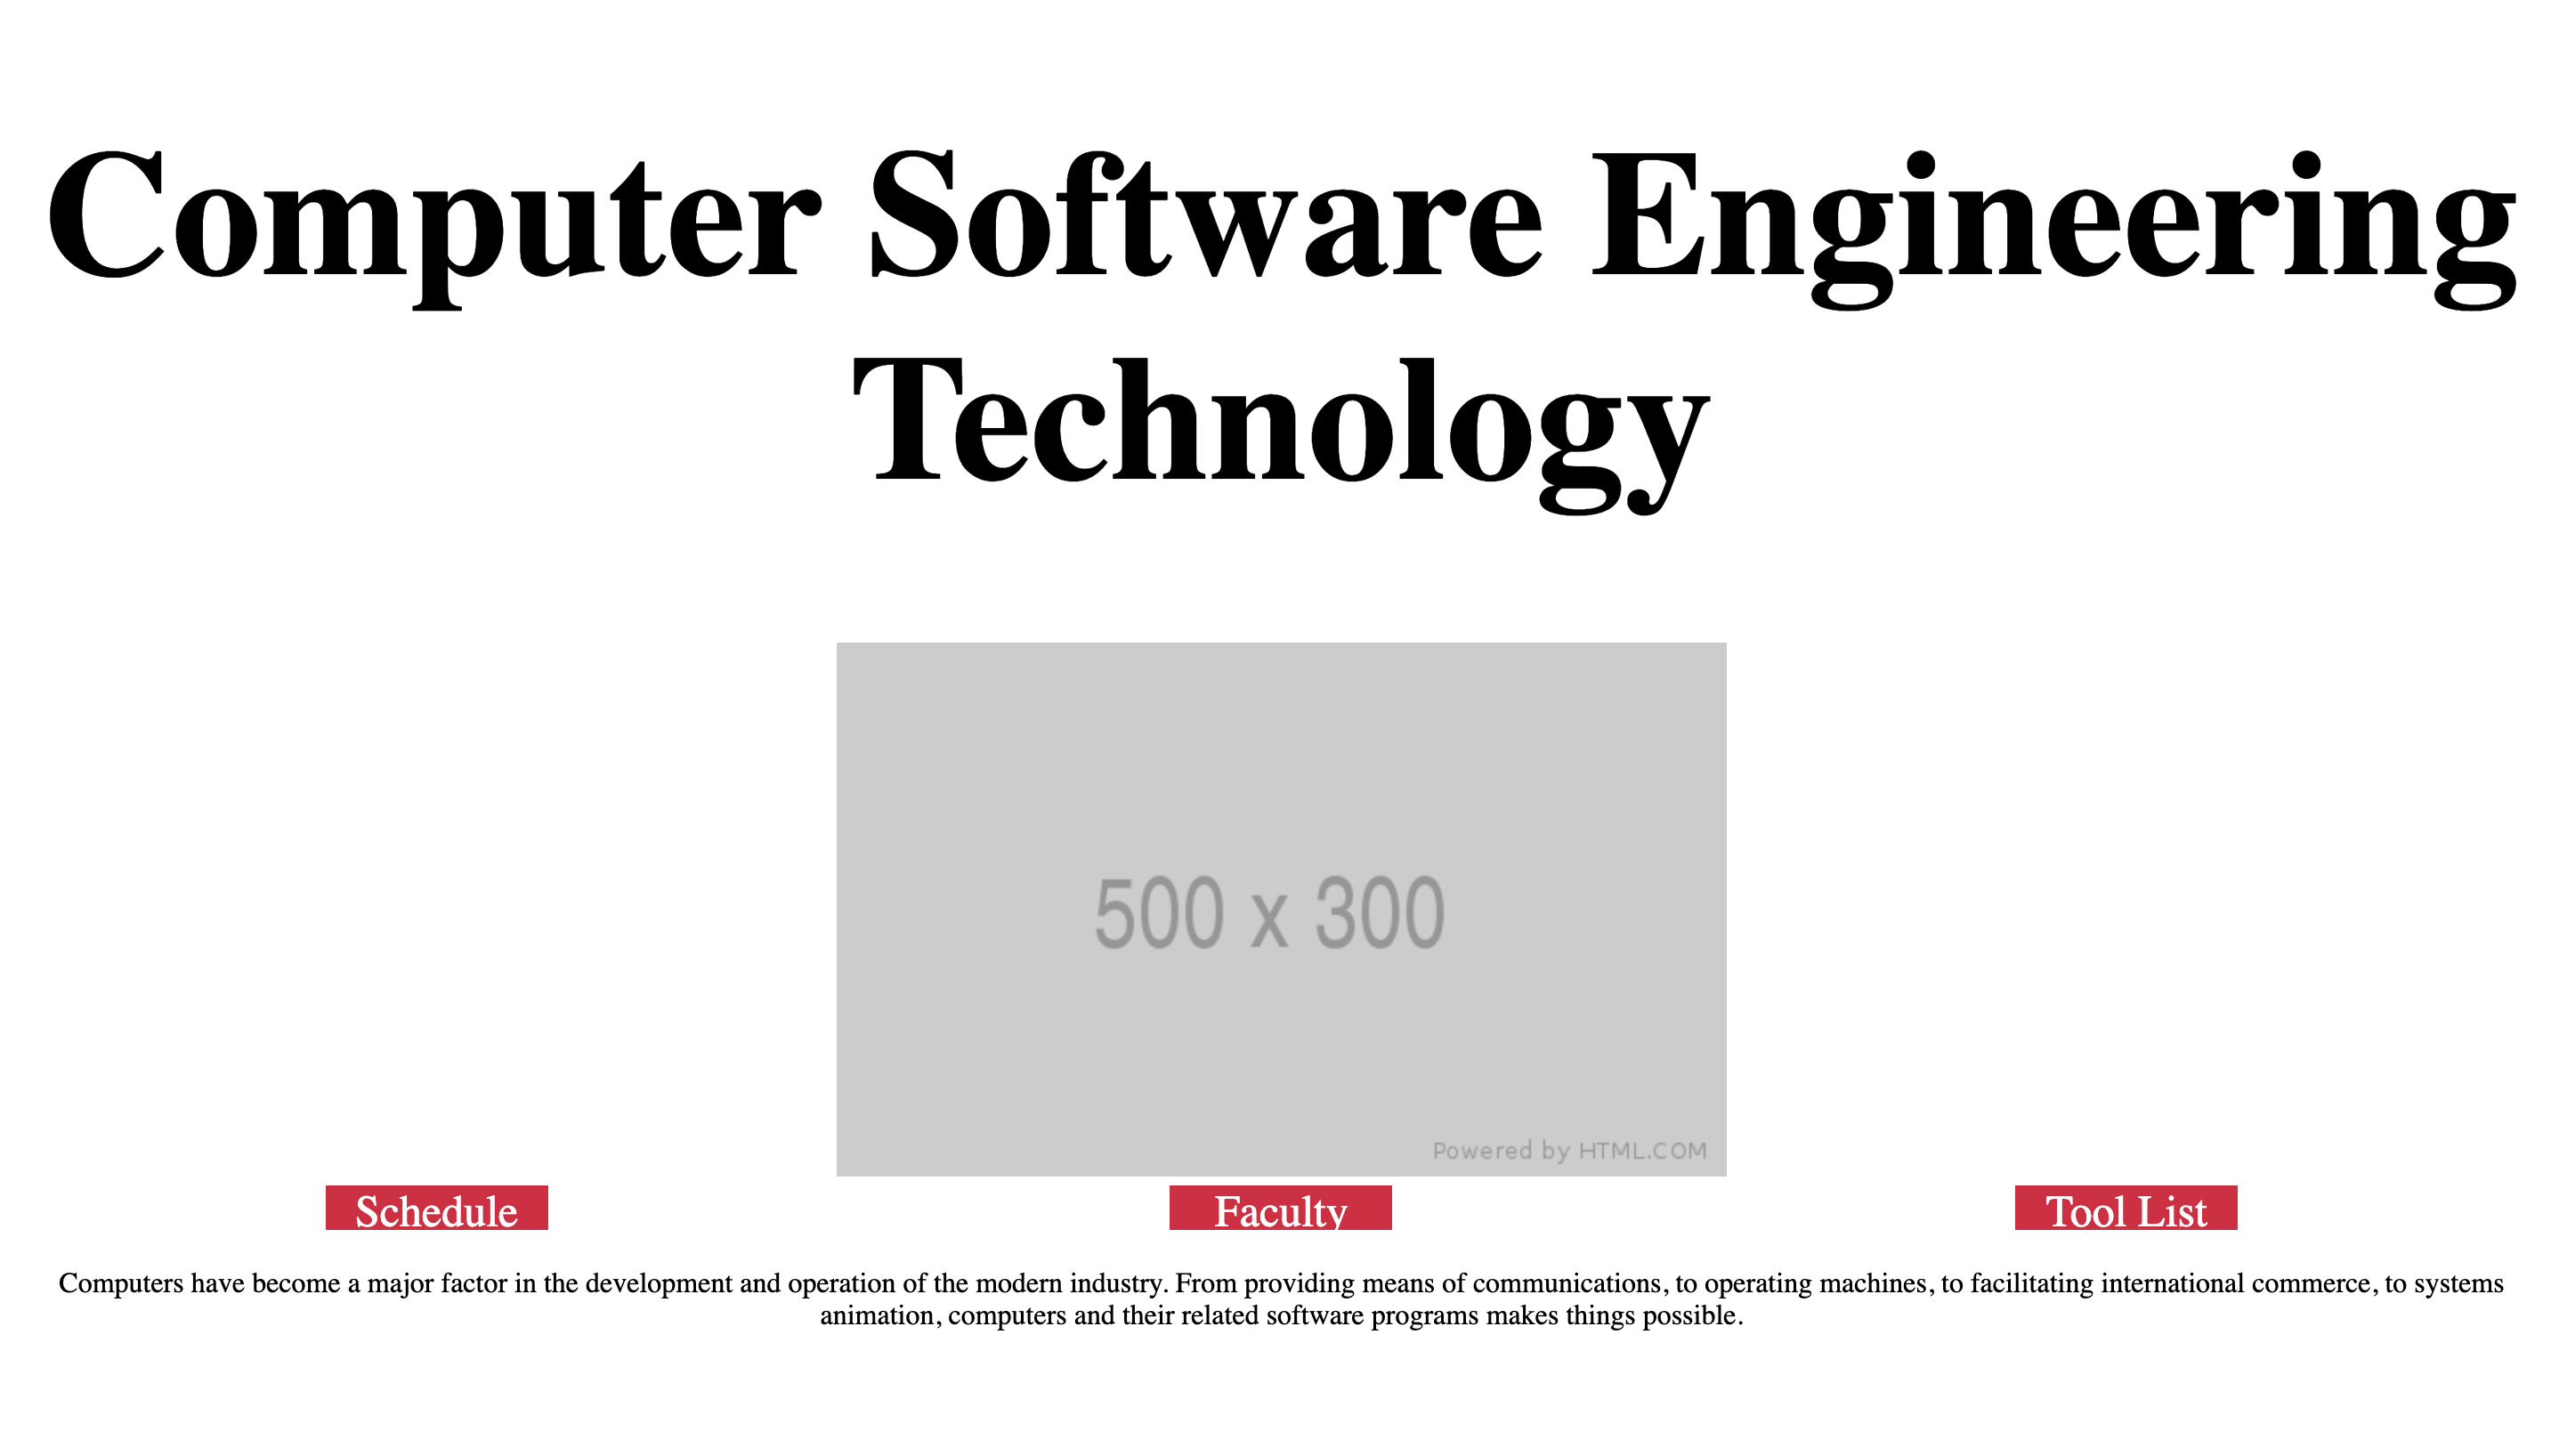 Computer Software Engineering
Technology
500 x 300
Powered by HTML.COM
Schedule
Faculty
Tool List
Computers have become a major factor in the development and operation of the modern industry. From providing means of communications, to operating machines, to facilitating international commerce, to systems
animation, computers and their related software programs makes things possible.